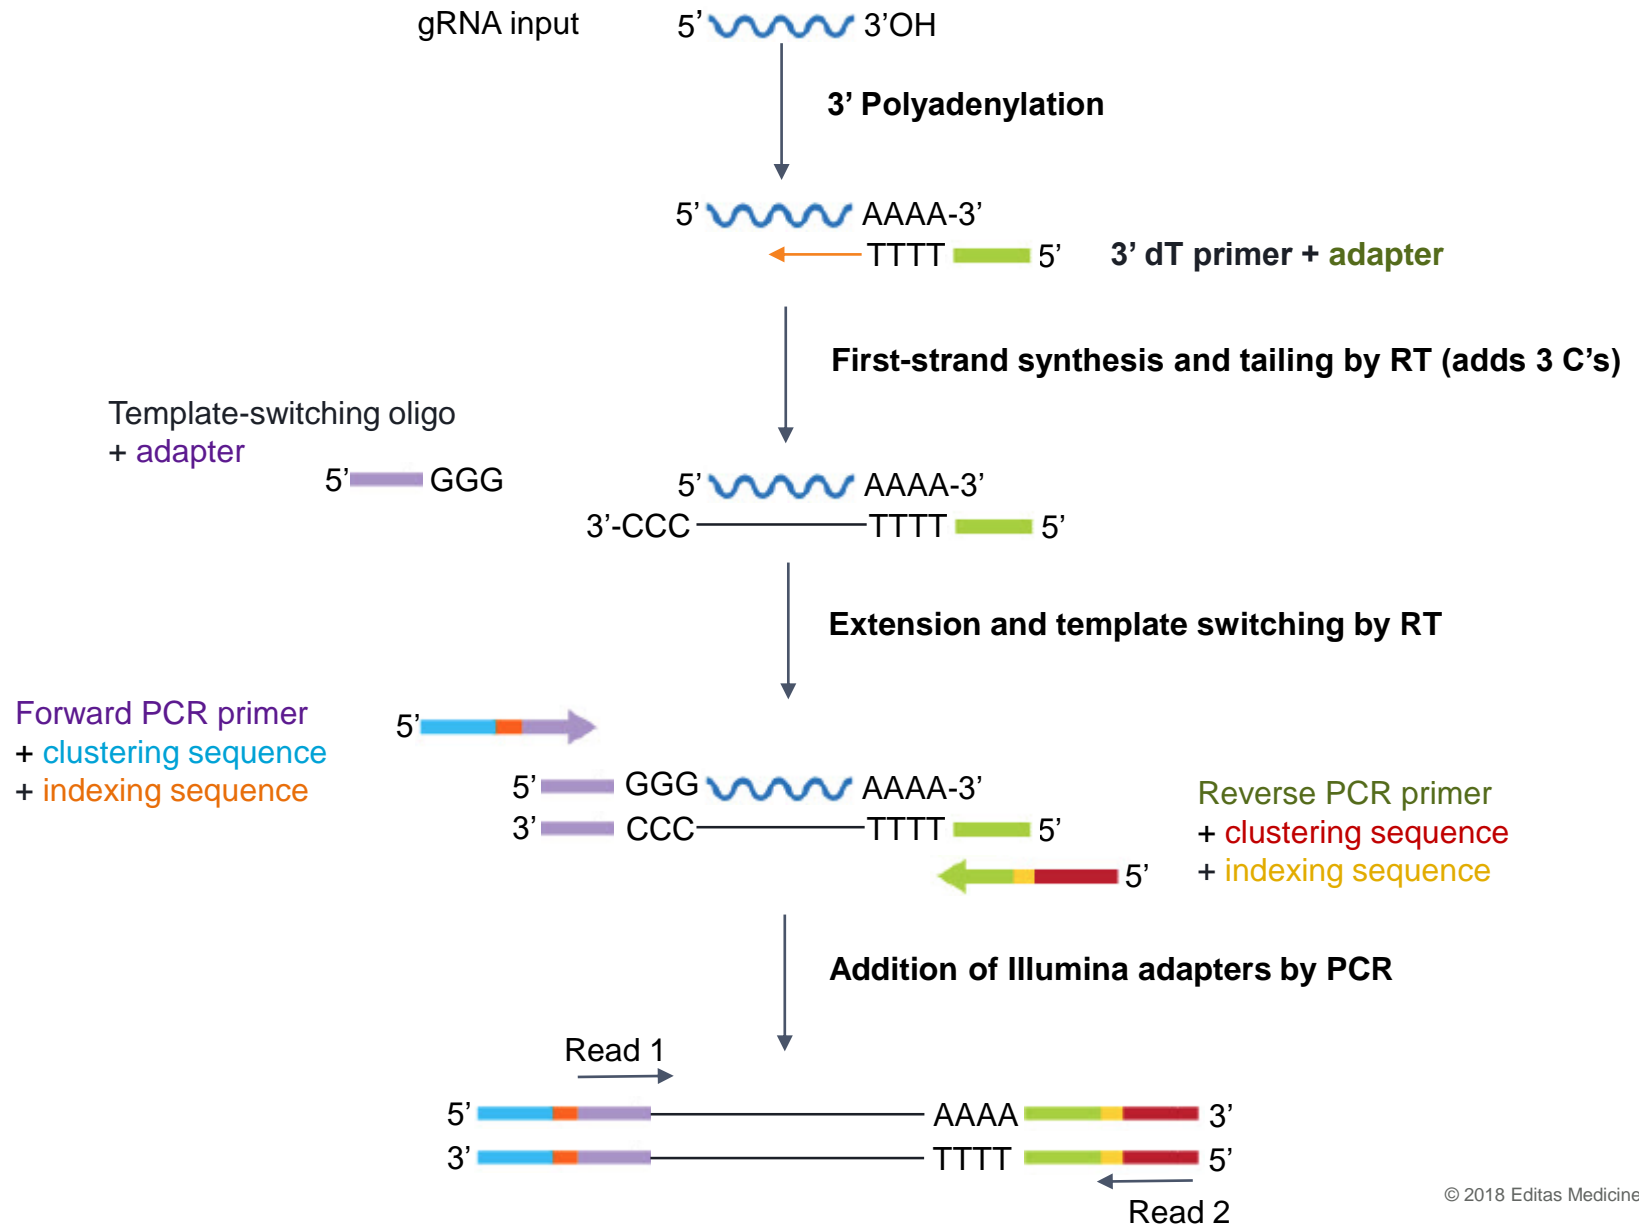 gRNA input
5’
3’OH
3’ Polyadenylation
5’
AAAA-3’
TTTT
5’
3’ dT primer + adapter
First-strand synthesis and tailing by RT (adds 3 C’s)
Template-switching oligo
+ adapter
5’
GGG
5’
AAAA-3’
3’-CCC
TTTT
5’
Extension and template switching by RT
Forward PCR primer
+ clustering sequence
+ indexing sequence
5’
5’
GGG
AAAA-3’
3’
CCC
TTTT
5’
5’
Reverse PCR primer
+ clustering sequence
+ indexing sequence
Addition of Illumina adapters by PCR
Read 1
5’
AAAA
3’
3’
TTTT
5’
Read 2
© 2018 Editas Medicine